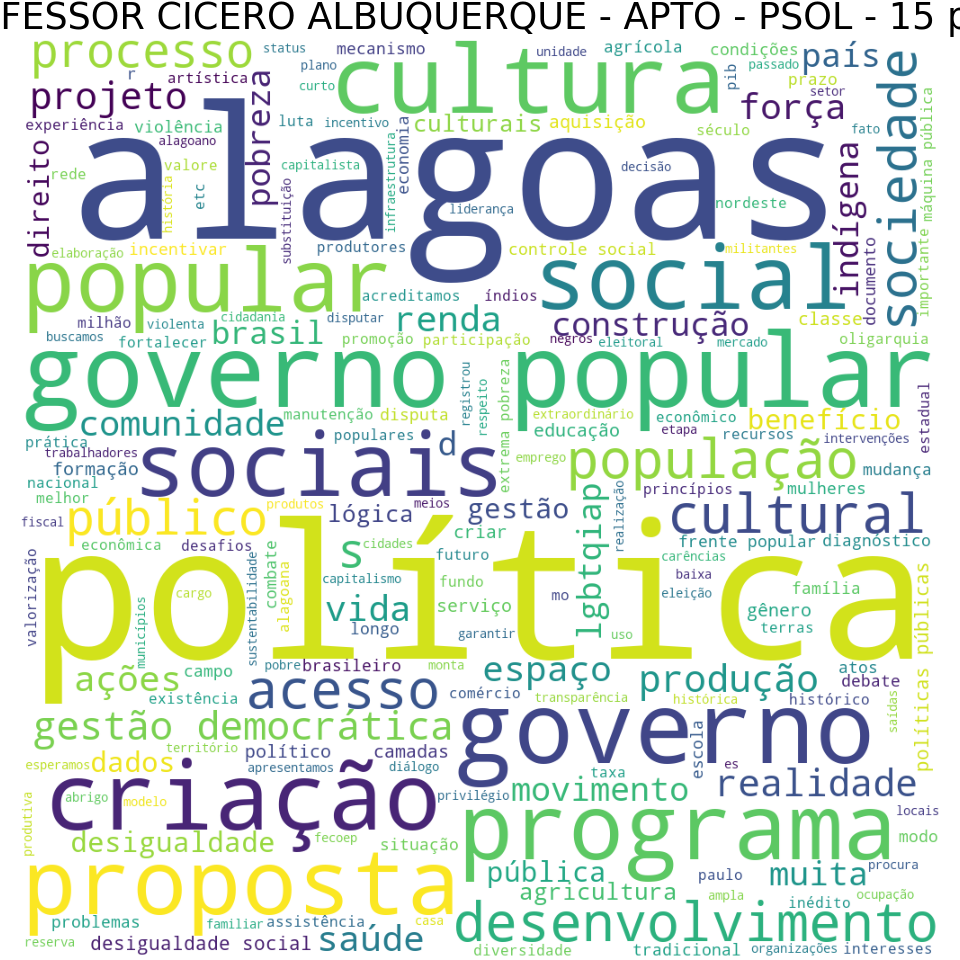 FESSOR CICERO ALBUQUERQUE - APTO - PSOL - 15 p
processo
status
mecanismo
unidade
agrícola
condições
país
plano
cultura
passado
r
artística
curto
pib
prazo
setor
projeto
pobreza
força
sociedade
experiência
violência
luta
incentivo
economia
culturais
aquisição
século
fato
máquina pública
alagoano
alagoas
direito
rede
valore
história
etc
capitalista
infraestrutura
decisão
indígena
substituição
liderança
nordeste
elaboração
incentivar
produtores
controle social
militantes
documento
importante
popular
acreditamos
índios
social
milhão
violenta
cidadania
disputar
renda
construção
classe
buscamos
fortalecer
brasil
promoção
participação
negros
eleitoral
mercado
oligarquia
governo popular
registrou
respeito
extrema pobreza
estadual
comunidade
manutenção
disputa
extraordinário
econômico
benefício
prática
populares
d
educação
etapa
recursos
intervenções
trabalhadores
formação
sociais
emprego
população
mudança
nacional
melhor
produtos
meios
gestão
lgbtqiap
realização
princípios
mulheres
fiscal
público
lógica
cultural
econômica
desafios
s
cidades
criar
frente popular
diagnóstico
política
valorização
combate
futuro
carências
capitalismo
fundo
baixa
cargo
alagoana
vida
serviço
mo
eleição
família
gênero
municípios
sustentabilidade
longo
garantir
uso
terras
políticas públicas
ações
campo
pobre
brasileiro
monta
espaço
produção
atos
debate
existência
acesso
comércio
transparência
histórica
histórico
saídas
gestão democrática
governo
território
político
camadas
escola
esperamos
dados
apresentamos
diálogo
taxa
es
criação
privilégio
movimento
realidade
produtiva
abrigo
modelo
programa
locais
desigualdade
fecoep
situação
modo
proposta
pública
paulo
muita
procura
agricultura
ampla
inédito
ocupação
problemas
familiar
assistência
casa
desenvolvimento
reserva
desigualdade social
saúde
diversidade
tradicional
organizações
interesses